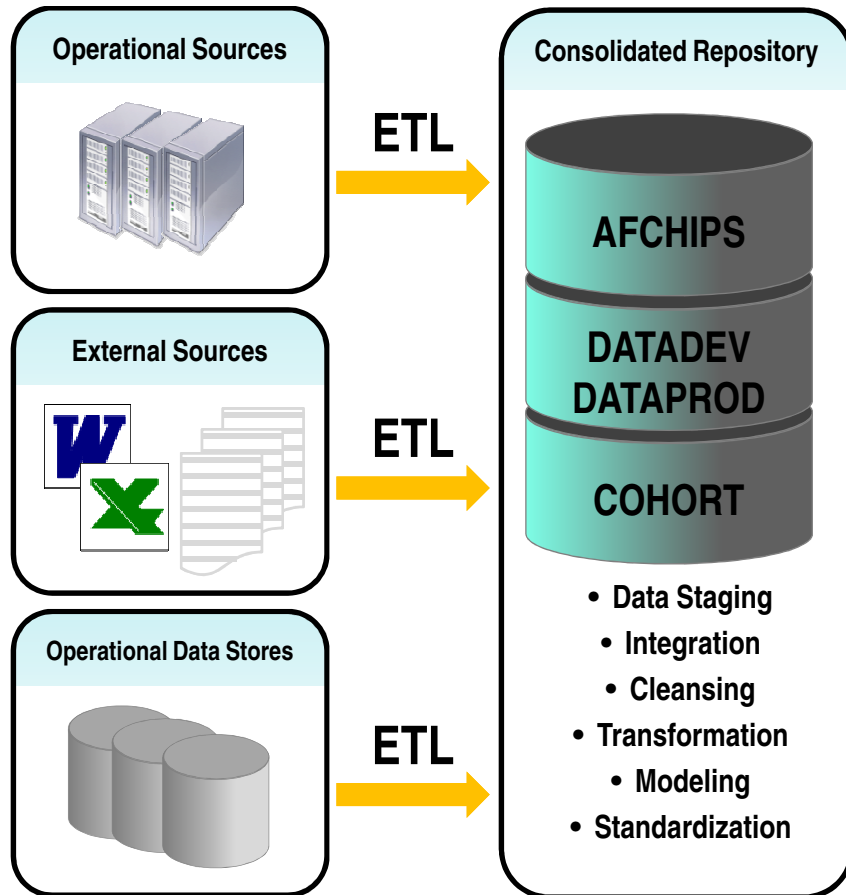 Operational Sources
ETL
External Sources
W
X
ETL
Operational Data Stores
ETL
Consolidated Repository
AFCHIPS
DATADEV
DATAPROD
COHORT
• Data Staging
• Integration
• Cleansing
• Transformation
• Modeling
• Standardization